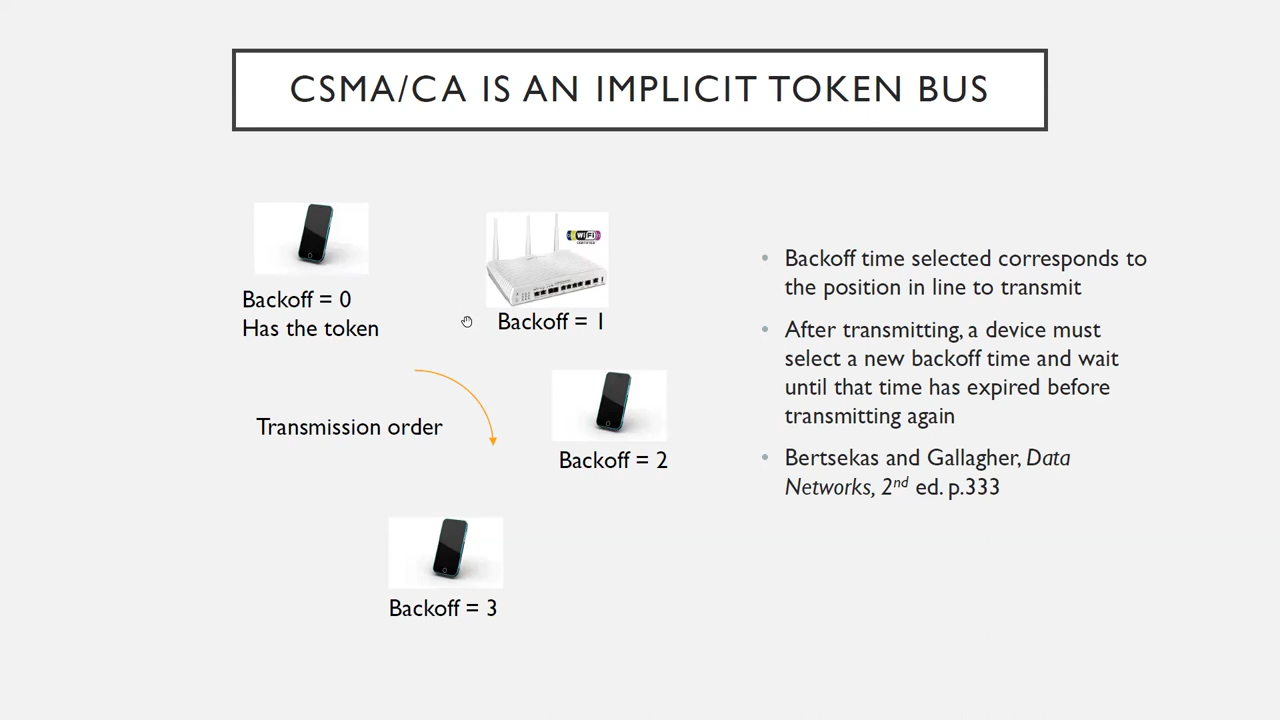 CSMA/CA IS AN IMPLICIT TOKEN BUS
Backoff = 0
Has the token
WiFi
CERTIFIED
Backoff = 1
Backoff = 2
Transmission order
Backoff = 3
Backoff time selected corresponds to
the position in line to transmit
After transmitting, a device must
select a new backoff time and wait
until that time has expired before
transmitting again
Bertsekas and Gallagher, Data
Networks, 2nd ed. p.333